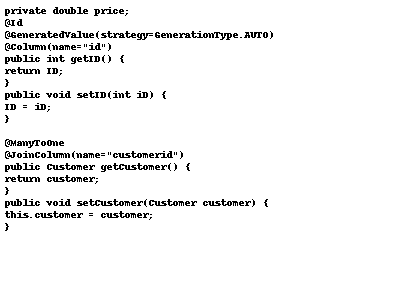 private double price;
@Id
@GeneratedValue(strategy=GenerationType.AUTO)
@Column(name="id")
public int getID() {
return ID;
}
public void setID(int iD) {
ID = iD;
}
@ManyToOne
@JoinColumn(name="customerid")
public Customer getCustomer() {
return customer;
}
public void setCustomer(Customer customer) {
this.customer = customer;
}